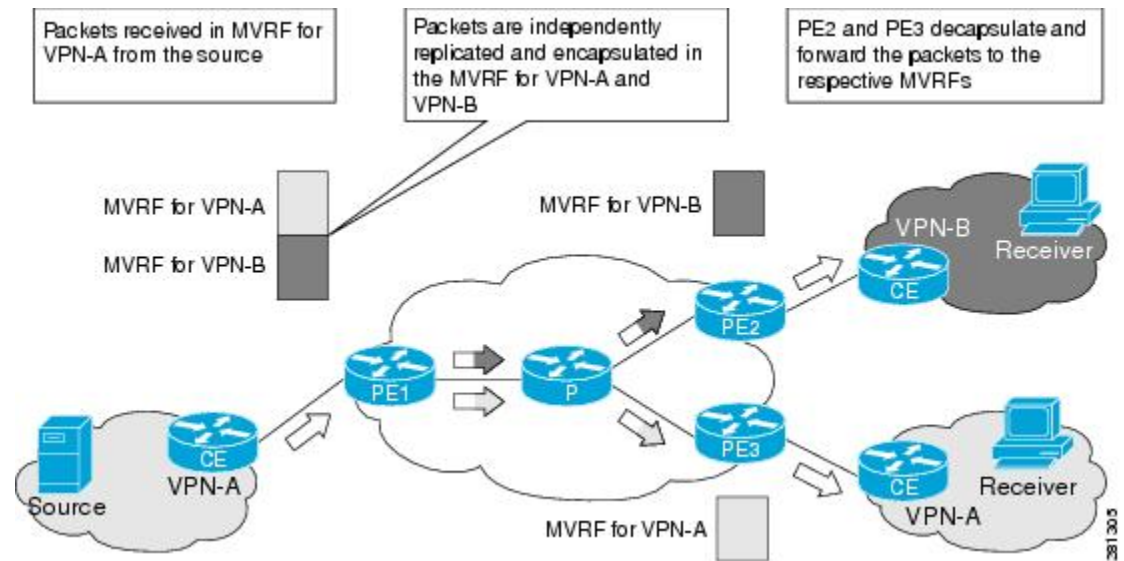 Packets received in MVRF for
VPN-A from the source
Packets are independently
replicated and encapsulated in
the MVRF for VPN-A and
VPN-B
PE2 and PE3 decapsulate and
forward the packets to the
respective MVRFs
MVRF for VPN-A
MVRF for VPN-B
MVRF for VPN-B
VPN-B
Receiver
CE
PE2
PE1
P
PE3
CE
VPN-A
Source
CE
Receiver
VPN-A
MVRF for VPN-A
281305